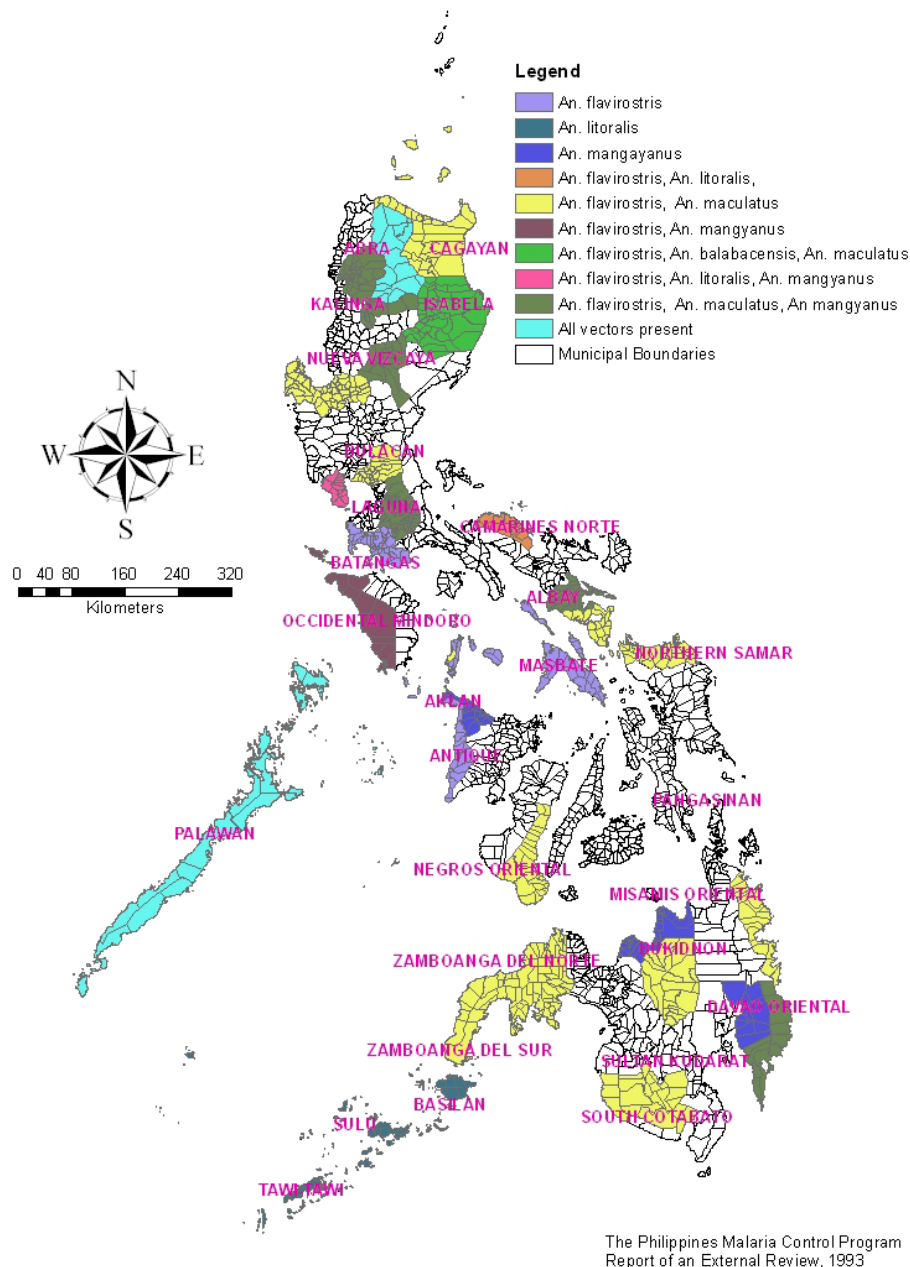 Legend
An. flavirostris
An. litoralis
An. mangayanus
An. flavirostris, An. litoralis,
An. flavirostris, An. maculatus
An. flavirostris, An. mangyanus
An. flavirostris, An. balabacensis, An. maculatus
An. flavirostris, An. litoralis, An. mangyanus
An. flavirostris, An. maculatus, An mangyanus
All vectors present
Municipal Boundaries
ABRA
CAGAYAN
KALINGA
ISABELA
NUEVA VIZCAYA
N
W
E
S
BULACAN
LAGUNA
CAMARINES NORTE
BATANGAS
0 40 80 160 240 320
Kilometers
ALBAY
OCCIDENTAL MINDORO
NORTHERN SAMAR
MASBATE
AKLAN
ANTIQUE
PANGASINAN
PALAWAN
NEGROS ORIENTAL
MISAMIS ORIENTAL
BUKIDNON
ZAMBOANGA DEL NORTE
DAVAO ORIENTAL
ZAMBOANGA DEL SUR
SULTAN KUDARAT
BASILAN
SOUTH COTABATO
SULU
TAWI TAWI
The Philippines Malaria Control Program
Report of an External Review, 1993